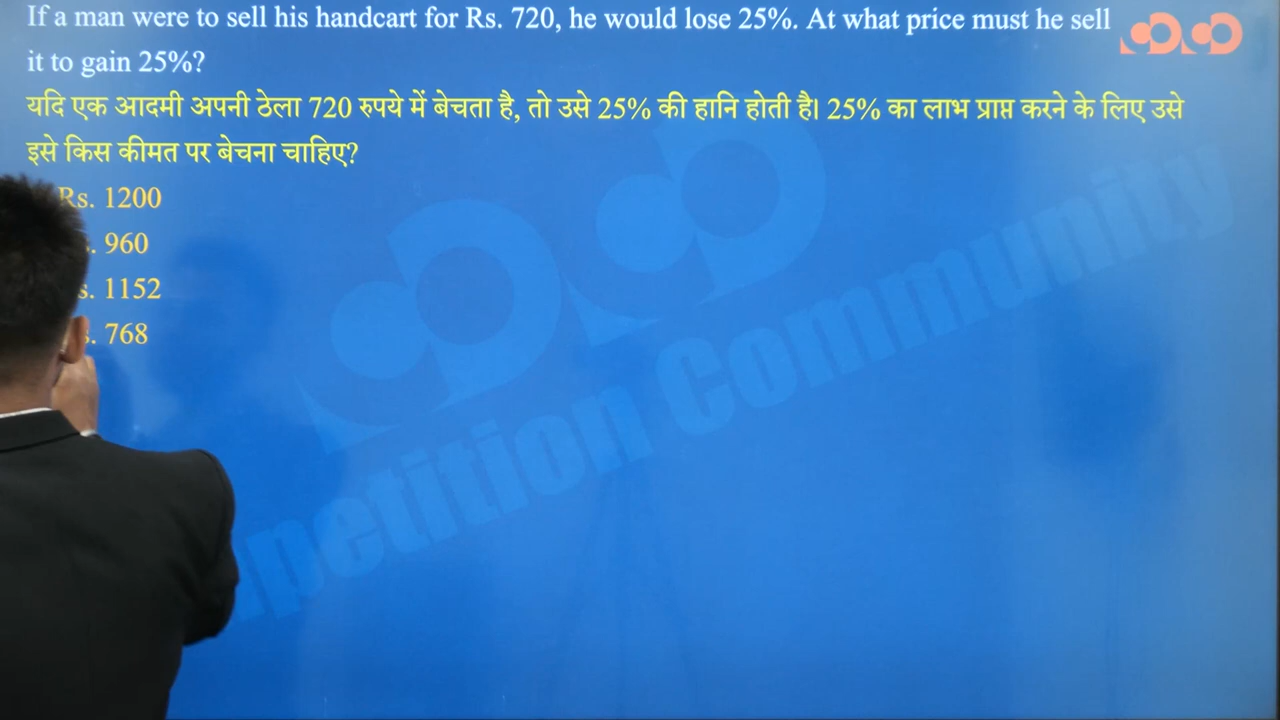 If a man were to sell his handcart for Rs. 720, he would lose 25%. At what price must he sell
it to gain 25%?
यदि एक आदमी अपनी ठेला 720 रुपये में बेचता है, तो उसे 25% की हानि होती है। 25% का लाभ प्राप्त करने के लिए उसे
इसे किस कीमत पर बेचना चाहिए?
Rs. 1200
. 960
s. 1152
s. 768
petition Community